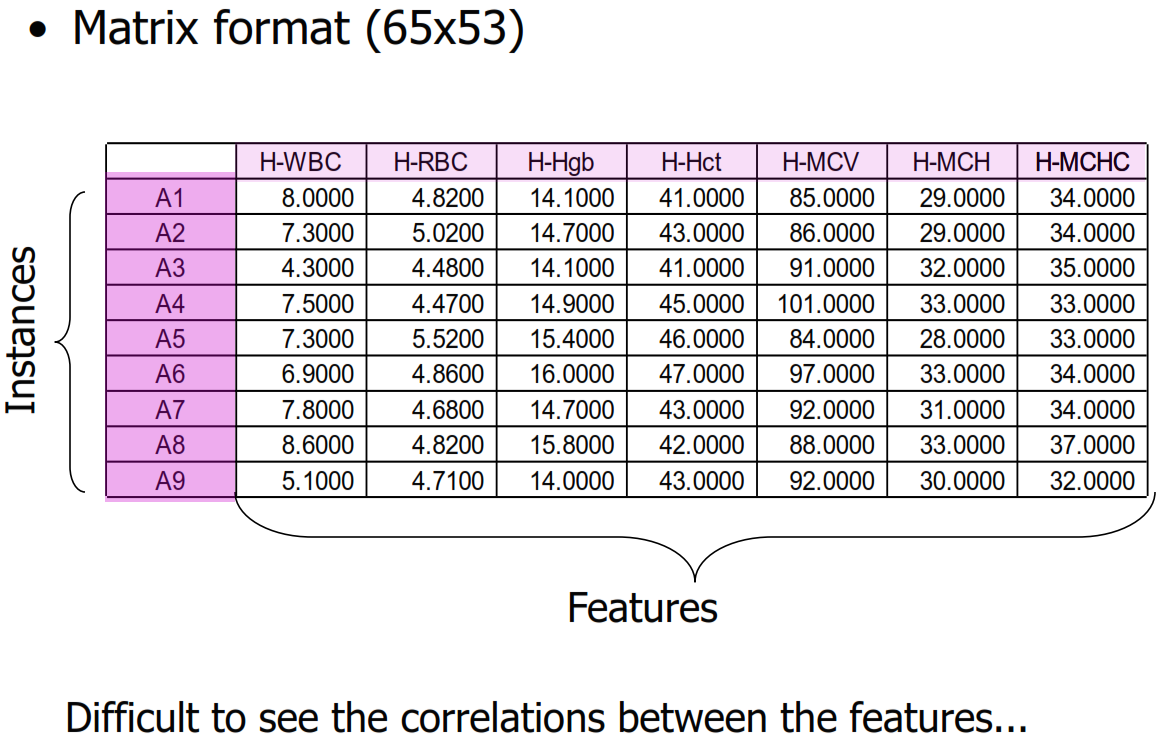 • Matrix format (65x53)
H-WBC H-RBC H-Hgb H-Hct H-MCV H-MCH H-MCHC
A1 8.0000 4.8200 14.1000 41.0000 85.0000 29.0000 34.0000
A2 7.3000 5.0200 14.7000 43.0000 86.0000 29.0000 34.0000
A3 4.3000 4.4800 14.1000 41.0000 91.0000 32.0000 35.0000
A4 7.5000 4.4700 14.9000 45.0000 101.0000 33.0000 33.0000
A5 7.3000 5.5200 15.4000 46.0000 84.0000 28.0000 33.0000
A6 6.9000 4.8600 16.0000 47.0000 97.0000 33.0000 34.0000
A7 7.8000 4.6800 14.7000 43.0000 92.0000 31.0000 34.0000
A8 8.6000 4.8200 15.8000 42.0000 88.0000 33.0000 37.0000
A9 5.1000 4.7100 14.0000 43.0000 92.0000 30.0000 32.0000
Instances
Features
Difficult to see the correlations between the features...